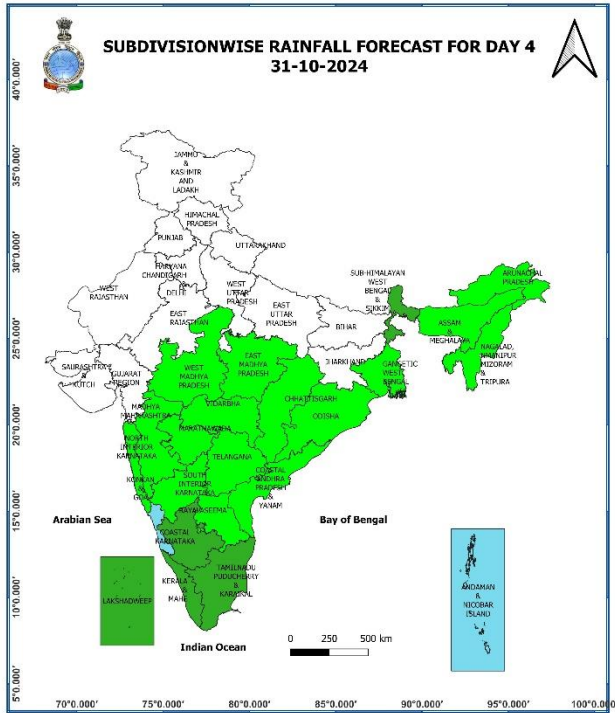 SUBDIVISIONWISE RAINFALL FORECAST FOR DAY 4
31-10-2024
40°0.000'
35°0.000'
30°0.000'
25°0.000'
20°0.000'
15°0.000'
10°0.000'
5°0.000'
JAMMO
&
KASHMIR
AND
LADAKH
HIMACHAL
PRADESH
PUNJAB
UTTARAKHAND
HARYANA
CHANDIGARH
&
DELHI
WEST
RAJASTHAN
WEST
UTTAR
PRADESH
EAST
UTTAR
PRADESH
EAST
RAJASTHAN
SUB-HIMALAYAN
WEST
BENGAL
&
SIKKIM
ARUNACHAL
PRADESH
BIHAR
ASSAM
&
MEGHALAYA
NAGALAD,
MANIPUR
MIZORAM
&
TRIPURA
SAURASHTRA
&
KUTCH
GUJARAT
REGION
WEST
MADHYA
PRADESH
EAST
MADHYA
PRADESH
JHARKHAND
GANGETIC
WEST
BENGAL
CHHATTISGARH
ODISHA
VIDARBHA
MADHYA
MAHARASHTRA
MARATHAWADA
NORTH
INTERIOR
KARNATAKA
TELANGANA
KONKAN
&
GOA
SOUTH
INTERIOR
KARNATAKA
COASTAL
ANDHRA
PRADESH
&
YANAM
RAYALASEEMA
COASTAL
KARNATAKA
Arabian Sea
Bay of Bengal
TAMILNADU
PUDUCHERRY
&
KARAIKAL
KERALA
&
MAHE
LAKSHADWEEP
ANDAMAN
&
NICOBAR
ISLAND
Indian Ocean
0 250 500 km
70°0.000' 75°0.000' 80°0.000' 85°0.000' 90°0.000' 95°0.000' 100°0.000'